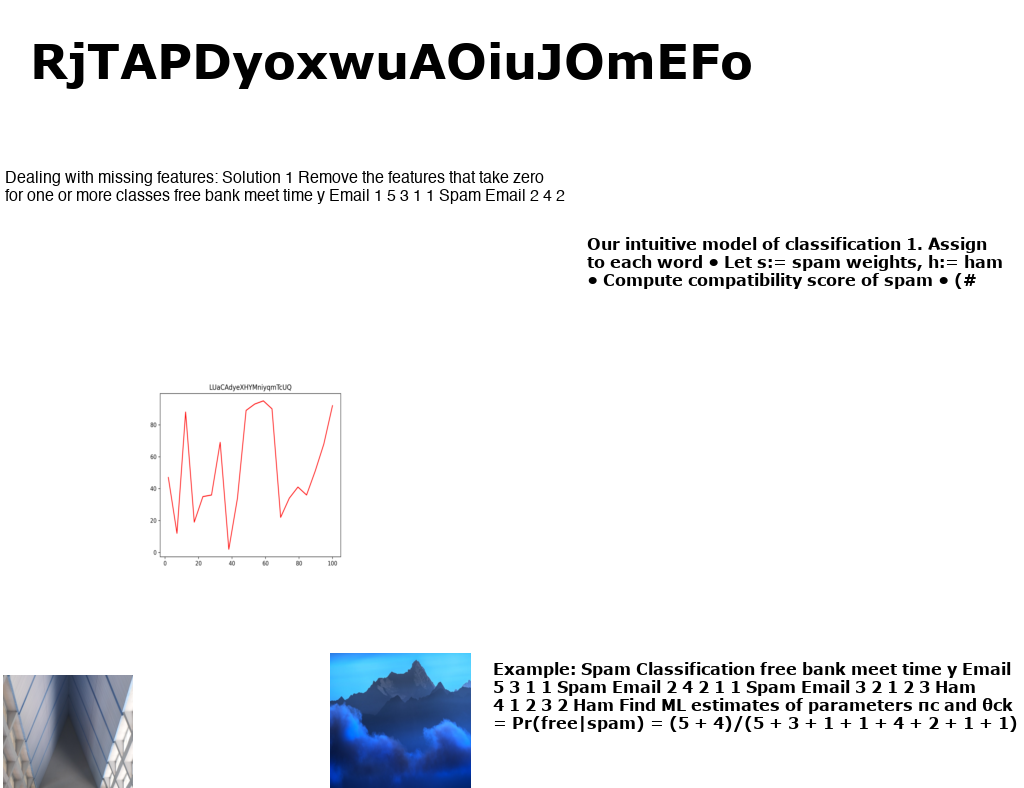 RjTAPDyoxwuAOiuJOmEFo
Dealing with missing features: Solution 1 Remove the features that take zero
for one or more classes free bank meet time y Email 1 5 3 1 1 Spam Email 2 4 2
Our intuitive model of classification 1. Assign
to each word • Let s:= spam weights, h:= ham
• Compute compatibility score of spam • (#
80
60
40
20
0
0 20 40 60 80 100
Example: Spam Classification free bank meet time y Email
5 3 1 1 Spam Email 2 4 2 1 1 Spam Email 3 2 1 2 3 Ham
4 1 2 3 2 Ham Find ML estimates of parameters πc and θck
= Pr(free|spam) = (5 + 4)/(5 + 3 + 1 + 1 + 4 + 2 + 1 + 1)